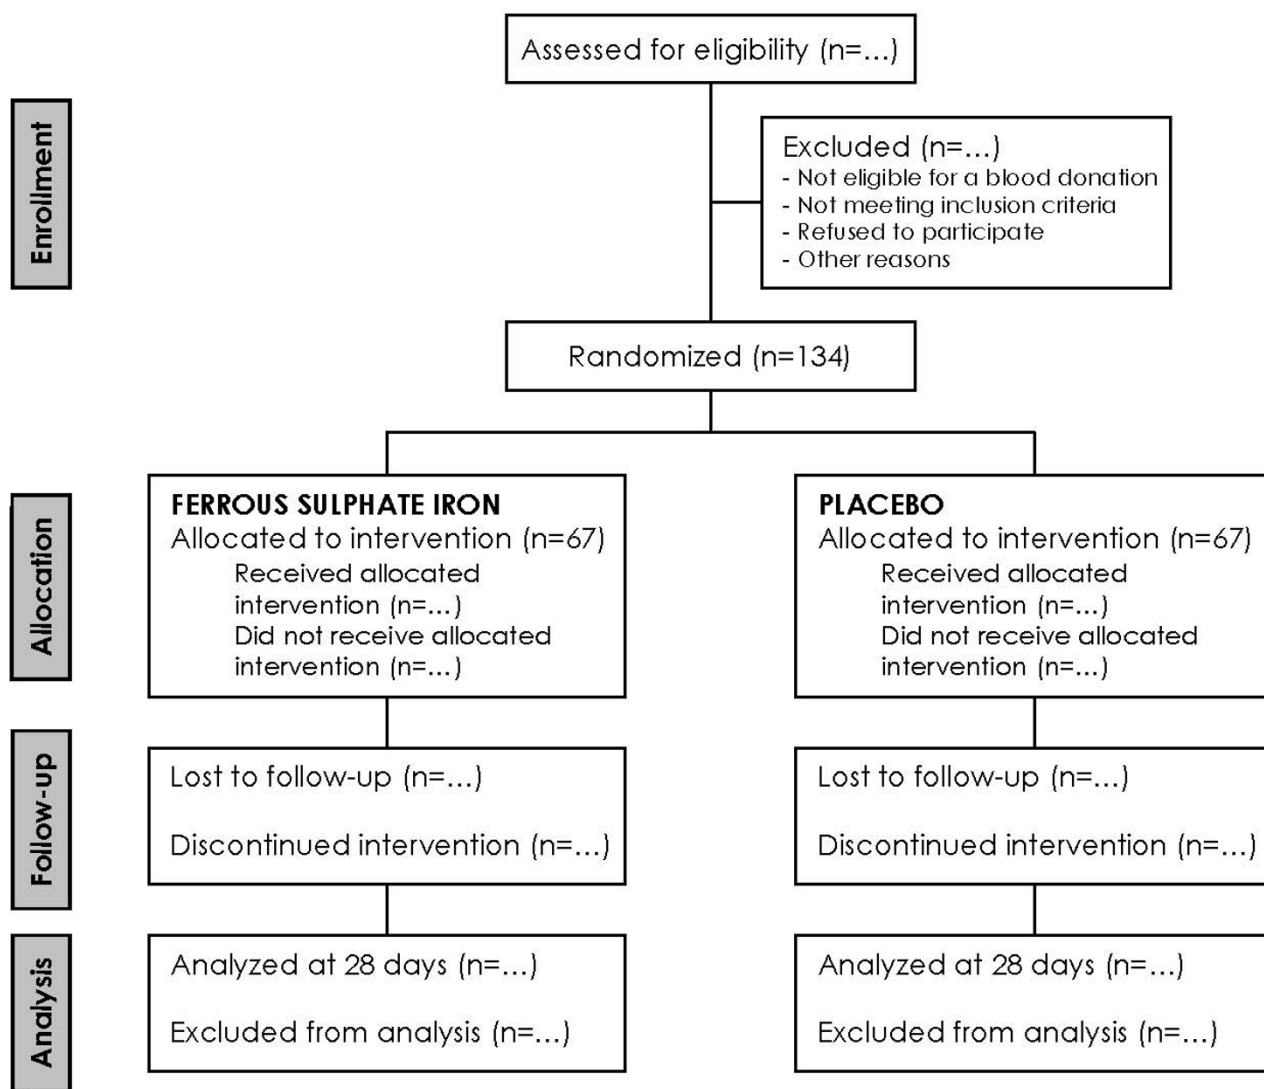 Assessed for eligibility (n=...)
Enrollment
Excluded (n=...)
- Not eligible for a blood donation
- Not meeting inclusion criteria
- Refused to participate
- Other reasons
Randomized (n=134)
Allocation
FERROUS SULPHATE IRON
Allocated to intervention (n=67)
Received allocated
intervention (n=...)
Did not receive allocated
intervention (n=...)
PLACEBO
Allocated to intervention (n=67)
Received allocated
intervention (n=...)
Did not receive allocated
intervention (n=...)
Follow-up
Lost to follow-up (n=...)
Discontinued intervention (n=...)
Lost to follow-up (n=...)
Discontinued intervention (n=...)
Analysis
Analyzed at 28 days (n=...)
Excluded from analysis (n=...)
Analyzed at 28 days (n=...)
Excluded from analysis (n=...)